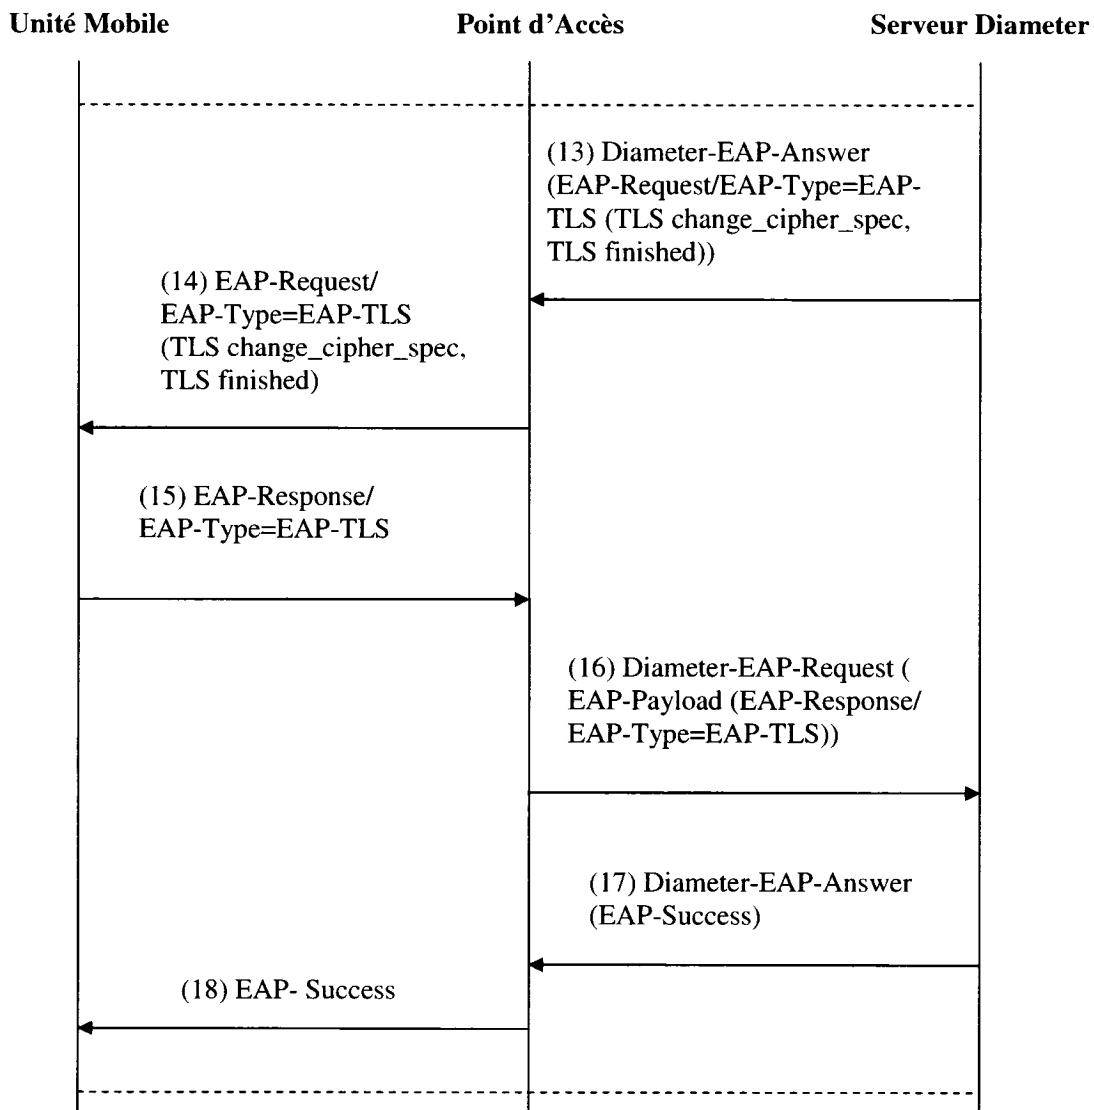 Unité Mobile
Point d'Accès
Serveur Diameter
(13) Diameter-EAP-Answer
(EAP-Request/EAP-Type=EAP-
TLS (TLS change_cipher_spec,
TLS finished))
(14) EAP-Request/
EAP-Type=EAP-TLS
(TLS change_cipher_spec,
TLS finished)
(15) EAP-Response/
EAP-Type=EAP-TLS
(16) Diameter-EAP-Request (
EAP-Payload (EAP-Response/
EAP-Type=EAP-TLS))
(17) Diameter-EAP-Answer
(EAP-Success)
(18) EAP- Success